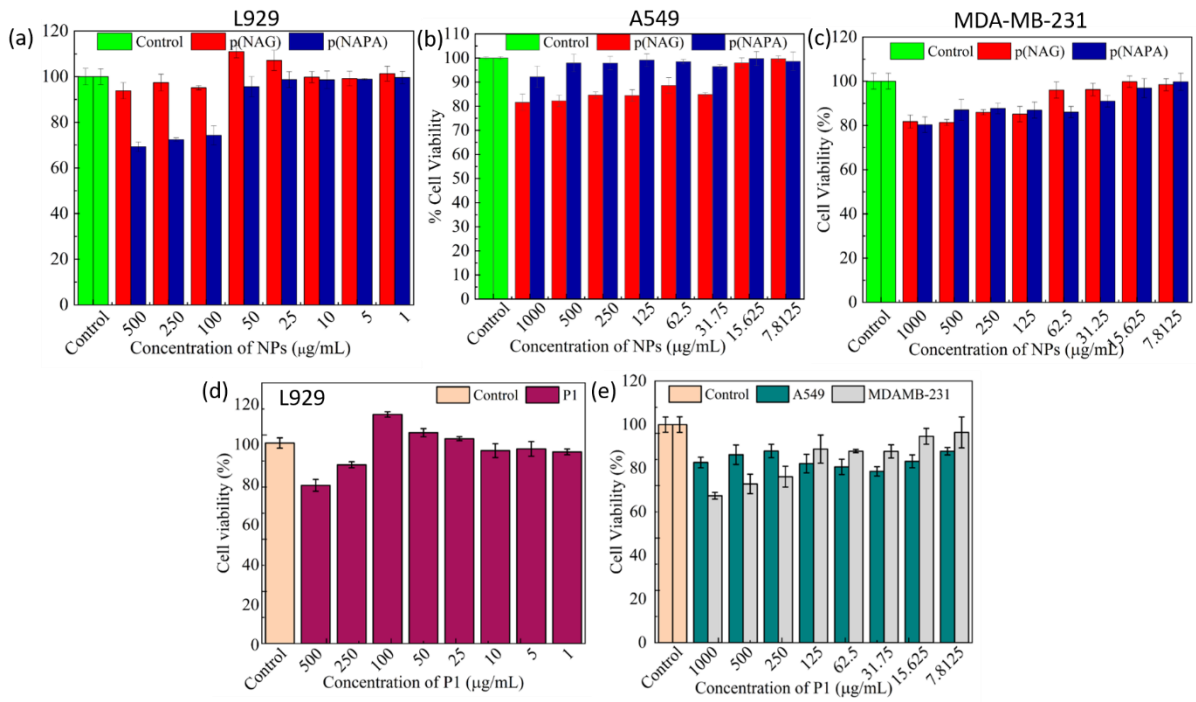 L929
(a)
Control p(NAG) p(NAPA)
120
100
80
60
40
20
0
Control 500 250 100 50 25 10 5 1
Concentration of NPs (μg/mL)
A549
(b)
Control p(NAG) p(NAPA)
% Cell Viability
110
100
90
80
70
60
50
40
30
20
10
0
Control 1000 500 250 125 62.5 31.75 15.625 7.8125
Concentration of NPs (μg/mL)
MDA-MB-231
(c)
Control p(NAG) p(NAPA)
Cell Viability (%)
120
100
80
60
40
20
0
Control 1000 500 250 125 62.5 31.25 15.625 7.8125
Concentration of NPs (μg/mL)
(d)
L929
Control P1
Cell viability (%)
120
100
80
60
40
20
0
Control 500 250 100 50 25 10 5 1
Concentration of P1 (μg/mL)
(e)
Control A549 MDAMB-231
Cell Viability (%)
120
100
80
60
40
20
0
Control 1000 500 250 125 62.5 31.75 15.625 7.8125
Concentration of P1 (μg/mL)